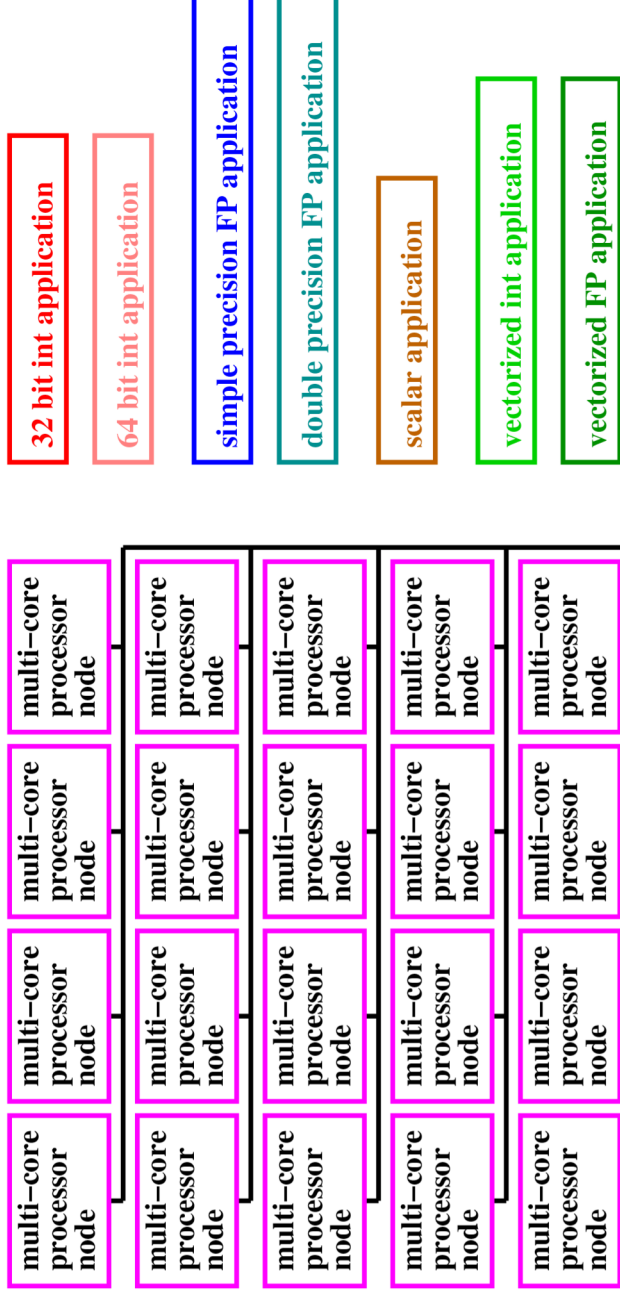 multi−core
processor
node
multi−core
processor
node
multi−core
processor
node
multi−core
processor
node
multi−core
processor
node
multi−core
processor
node
multi−core
processor
node
multi−core
processor
node
multi−core
processor
node
multi−core
processor
node
multi−core
processor
node
multi−core
processor
node
multi−core
processor
node
multi−core
processor
node
multi−core
processor
node
multi−core
processor
node
multi−core
processor
node
multi−core
processor
node
multi−core
processor
node
multi−core
processor
node
32 bit int application
64 bit int application
simple precision FP application
double precision FP application
scalar application
vectorized int application
vectorized FP application